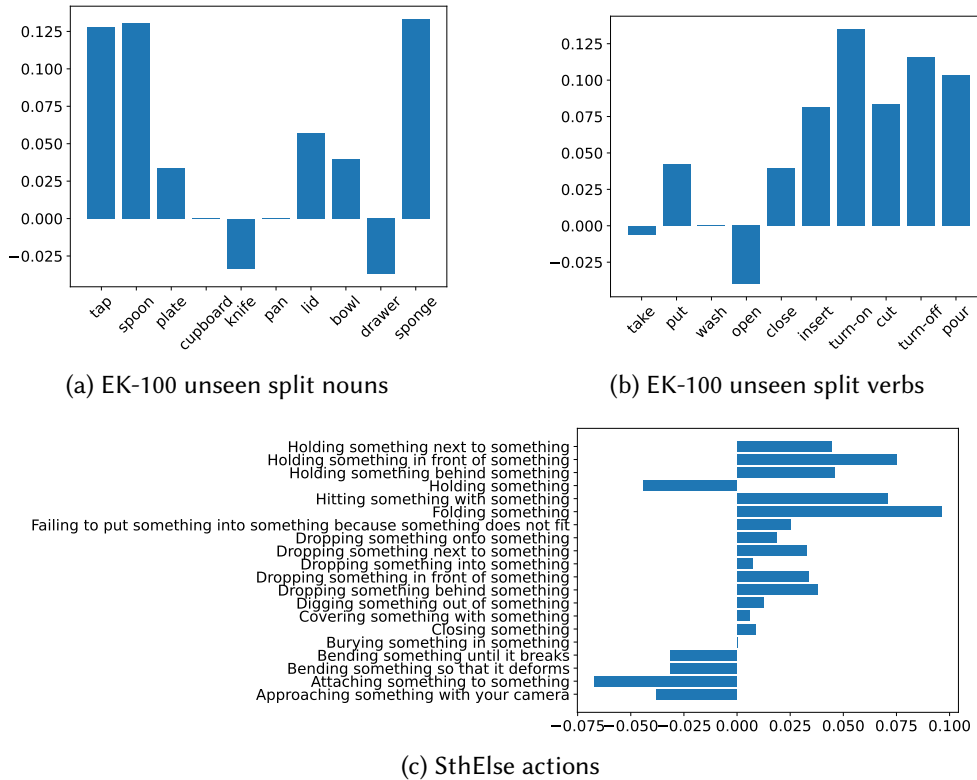 0.125
0.100
0.075
0.050
0.025
0.000
−0.025
tap
spoon
plate
cupboard
knife
pan
lid
bowl
drawer
sponge
(a) EK-100 unseen split nouns
0.125
0.100
0.075
0.050
0.025
0.000
−0.025
take
put
wash
open
close
insert
turn-on
cut
turn-off
pour
(b) EK-100 unseen split verbs
Holding something next to something
Holding something in front of something
Holding something behind something
Holding something
Hitting something with something
Folding something
Failing to put something into something because something does not fit
Dropping something onto something
Dropping something next to something
Dropping something into something
Dropping something in front of something
Dropping something behind something
Digging something out of something
Covering something with something
Closing something
Burying something in something
Bending something until it breaks
Bending something so that it deforms
Attaching something to something
Approaching something with your camera
−0.075 −0.050 −0.025 0.000 0.025 0.050 0.075 0.100
(c) SthElse actions